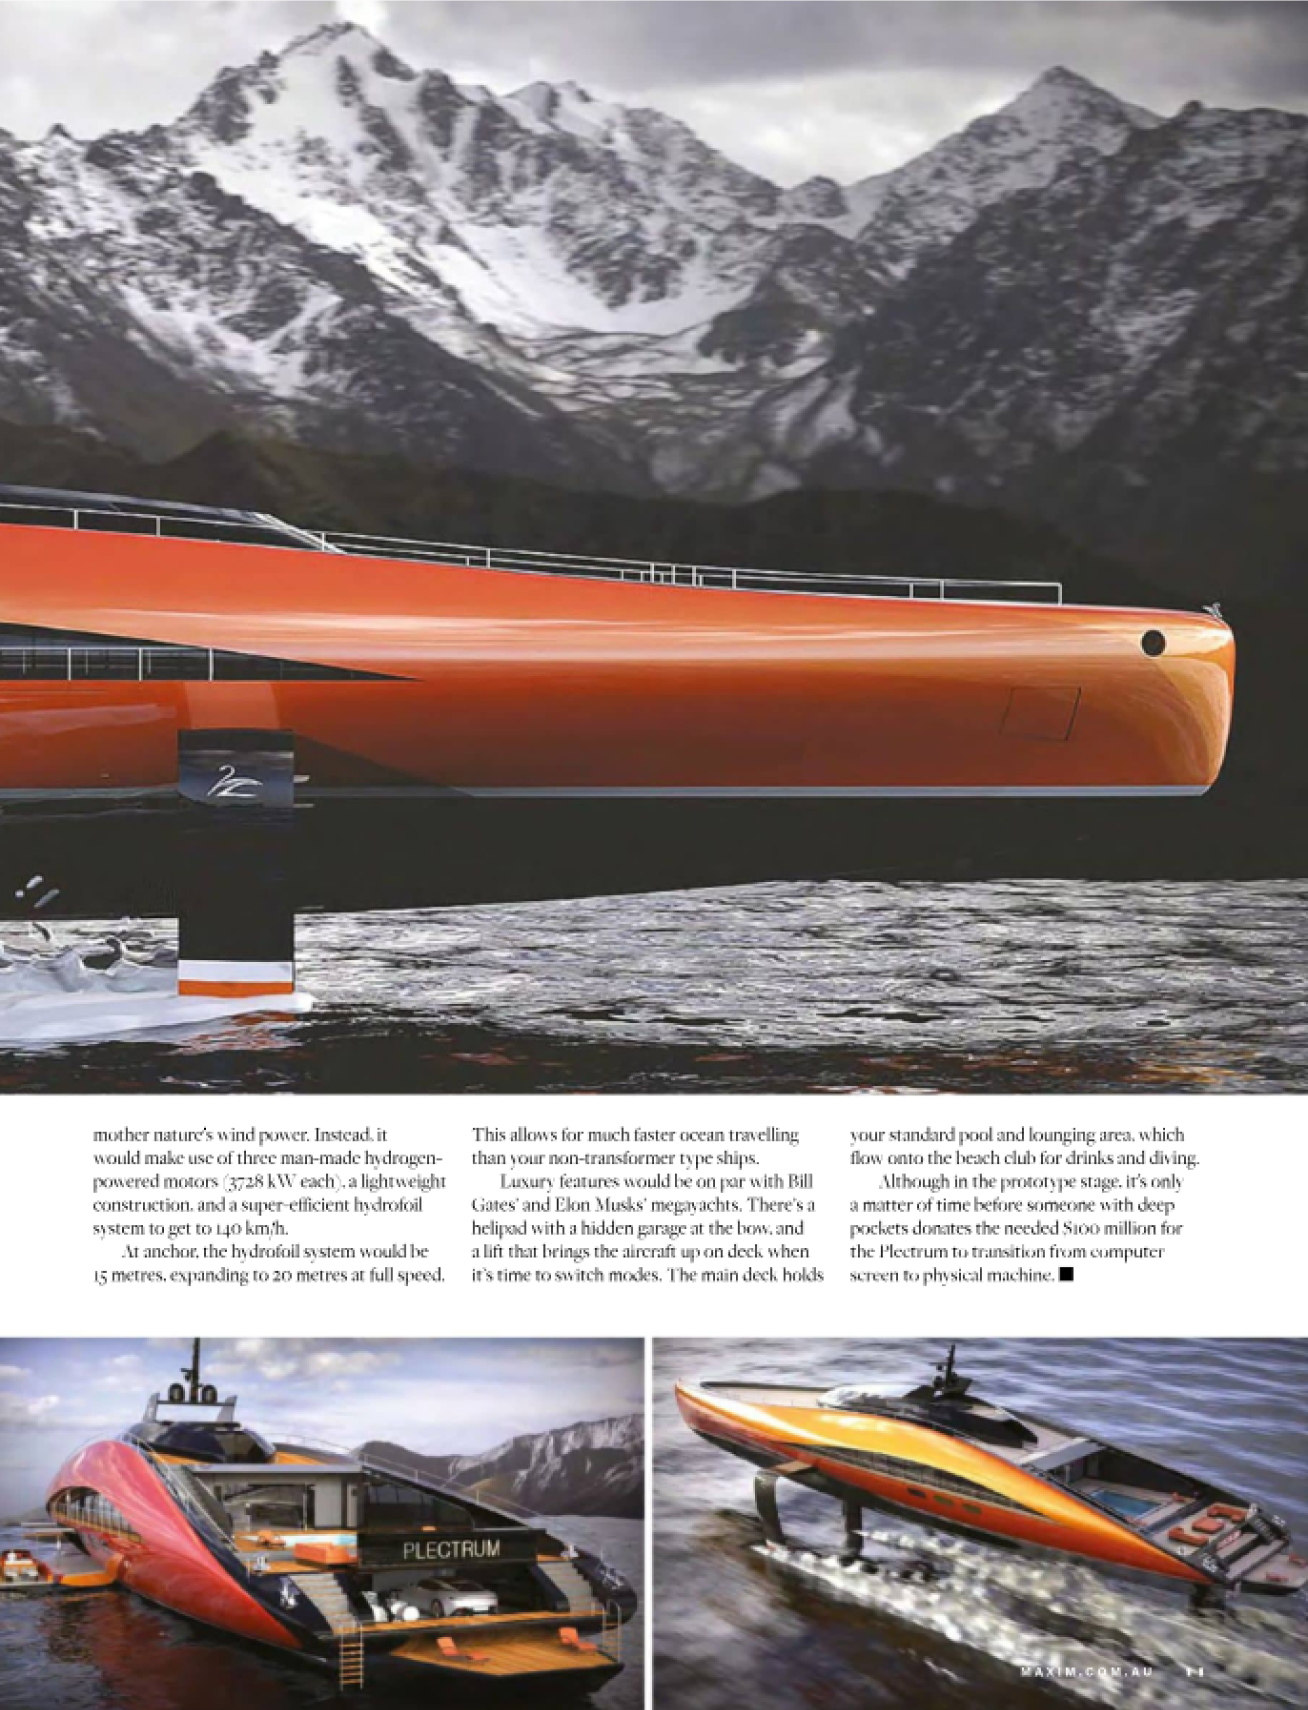 mother nature's wind power. Instead, it
would make use of three man-made hydrogen-
powered motors (3728 kW each), a lightweight
construction, and a super-efficient hydrofoil
system to get to 140 km/h.
At anchor, the hydrofoil system would be
15 metres, expanding to 20 metres at full speed.
This allows for much faster ocean travelling
than your non-transformer type ships.
Luxury features would be on par with Bill
Gates' and Elon Musks' megayachts. There's a
helipad with a hidden garage at the bow, and
a lift that brings the aircraft up on deck when
it's time to switch modes. The main deck holds
your standard pool and lounging area, which
flow onto the beach club for drinks and diving.
Although in the prototype stage, it's only
a matter of time before someone with deep
pockets donates the needed $100 million for
the Plectrum to transition from computer
screen to physical machine.
PLECTRUM
MAXIM.COM.AU